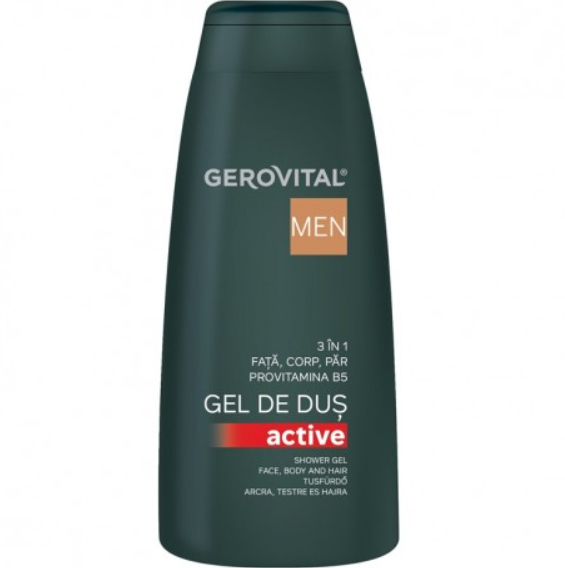 GEROVITAL®
MEN
3 ÎN 1
FAȚĂ, CORP, PĂR
PROVITAMINA B5
GEL DE DUȘ
active
SHOWER GEL
FACE, BODY AND HAIR
TUSFÜRDŐ
ARCRA, TESTRE ES HAJRA